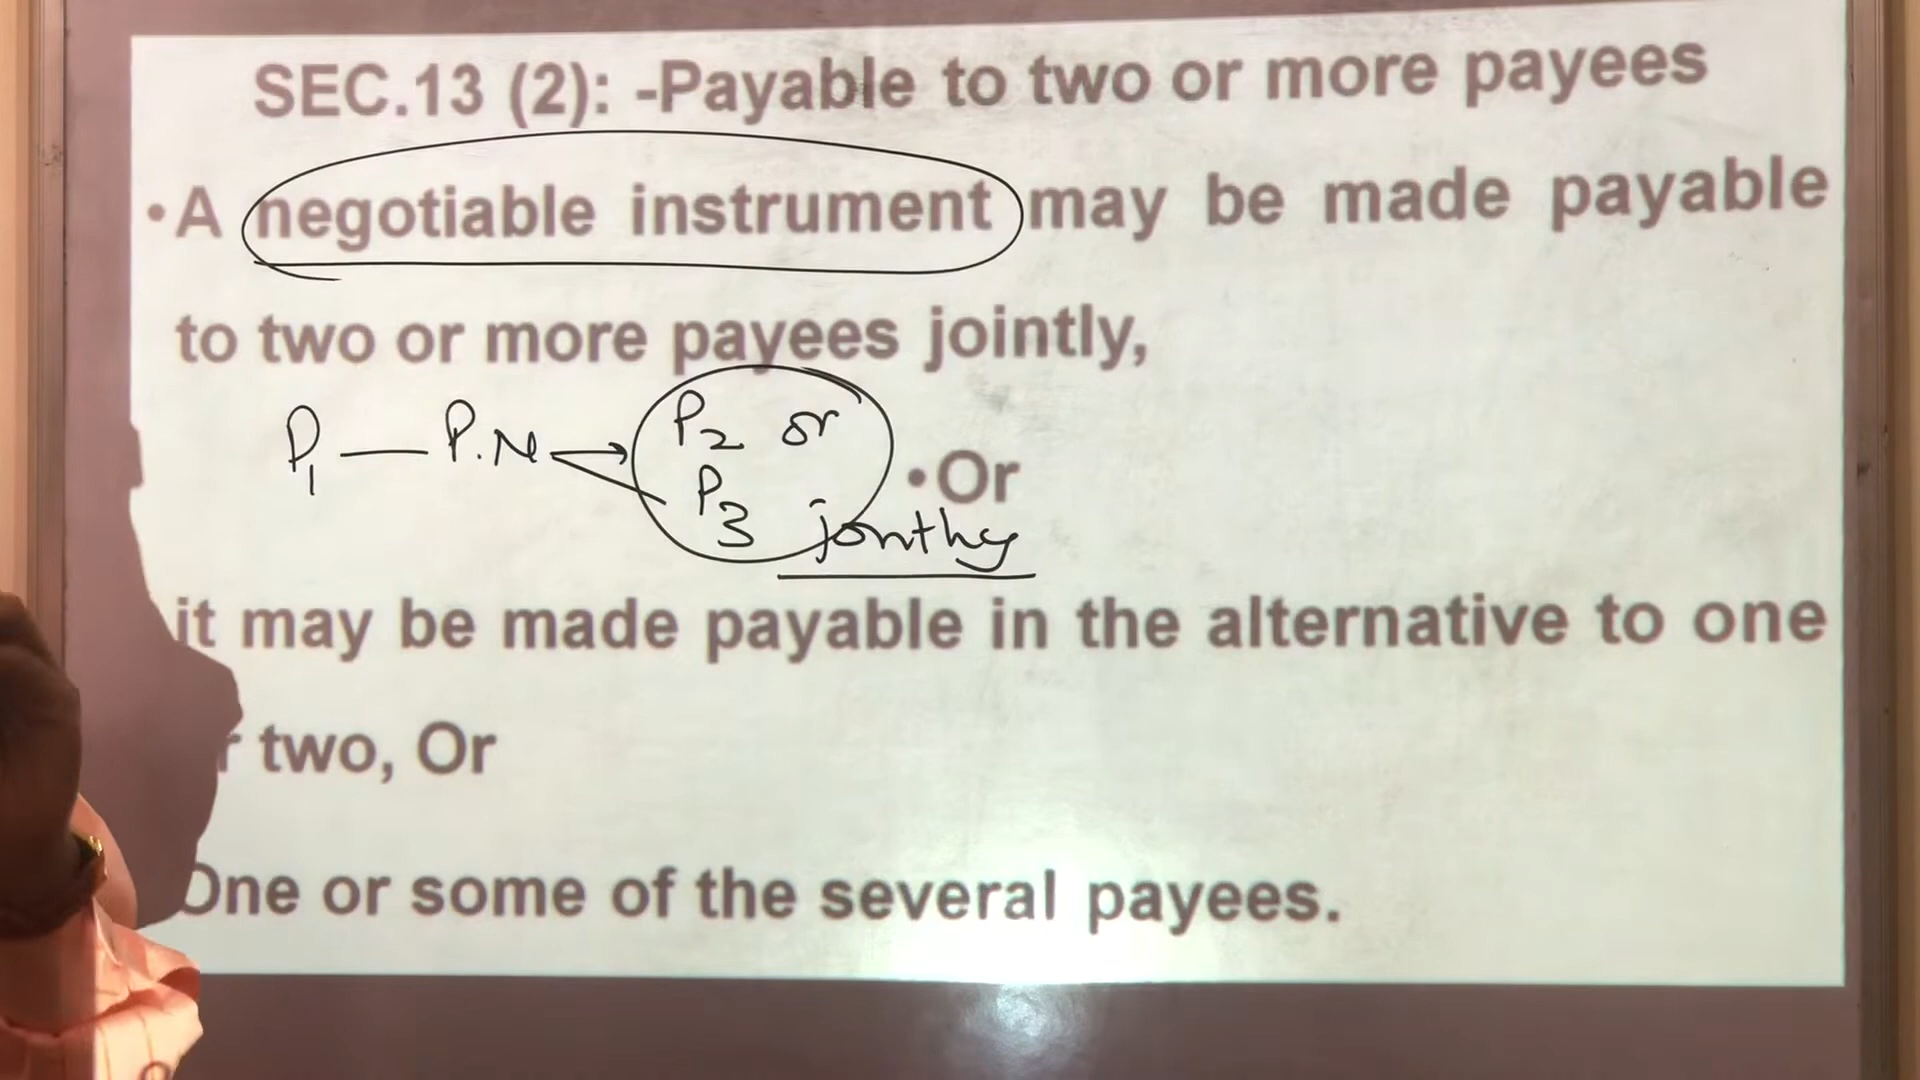 SEC.13 (2): -Payable to two or more payees
•A negotiable instrument may be made payable
to two or more payees jointly,
P1 — P.N → P2 or
P3 jointly
•Or
it may be made payable in the alternative to one
r two, Or
One or some of the several payees.